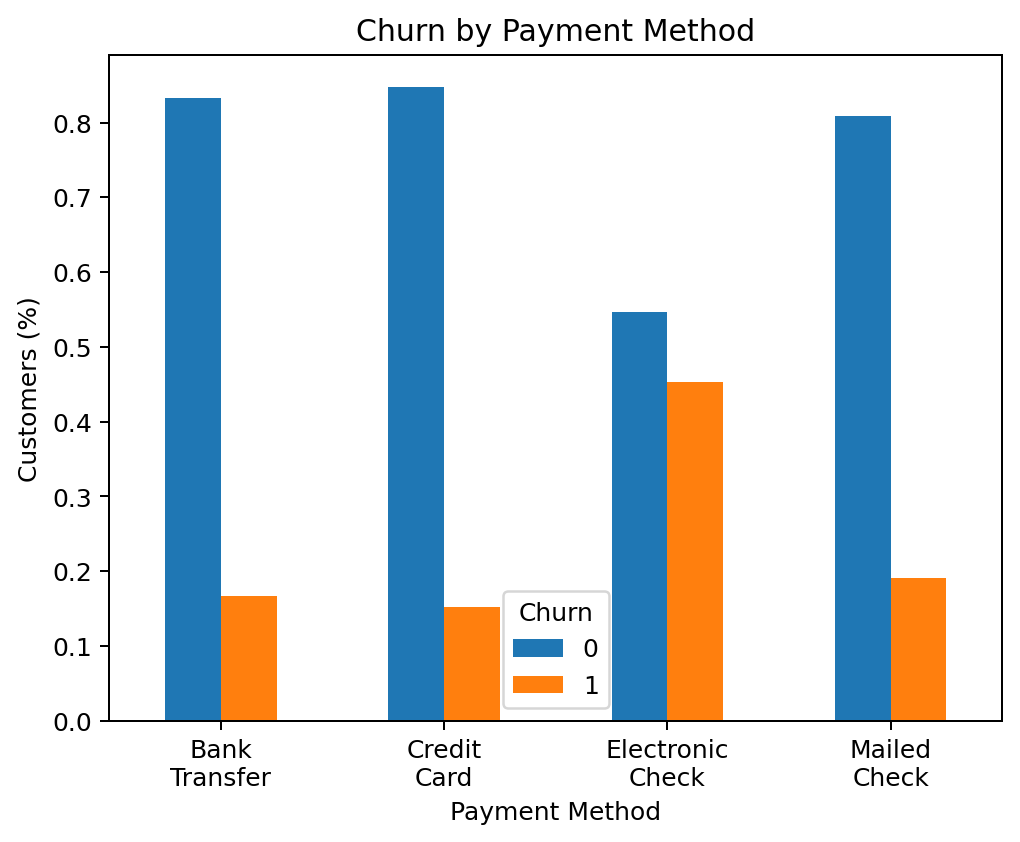 Churn by Payment Method
Customers (%)
0.8
0.7
0.6
0.5
0.4
0.3
0.2
0.1
0.0
Churn
0
1
Bank
Transfer
Credit
Card
Electronic
Check
Mailed
Check
Payment Method